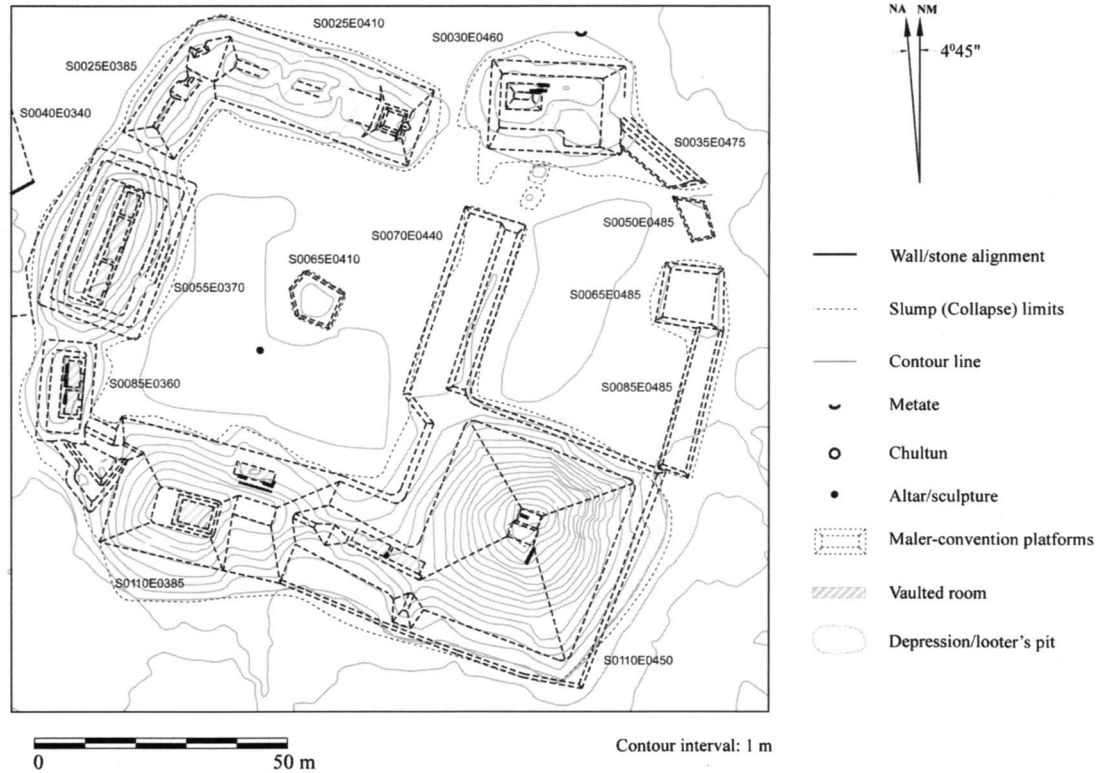 S0025E0410
S0030E0460
S0025E0385
S0040E0340
S0035E0475
S0070E0440
S0050E0485
S0065E0410
S0055E0370
S0065E0485
S0085E0360
S0085E0485
S0110E0385
S0110E0450
NA NM
4⁰45"
Wall/stone alignment
Slump (Collapse) limits
Contour line
Metate
Chultun
Altar/sculpture
Maler-convention platforms
Vaulted room
Depression/looter's pit
0 50 m
Contour interval: 1 m